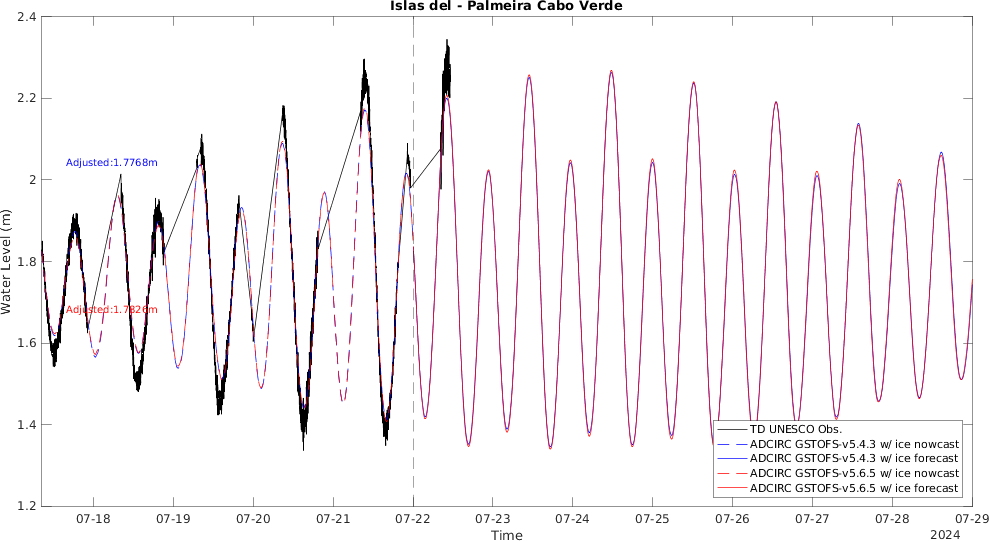 Islas del - Palmeira Cabo Verde
2.4
2.2
2
1.8
1.6
1.4
1.2
Water Level (m)
Adjusted:1.7768m
Adjusted:1.7826m
TD UNESCO Obs.
ADCIRC GSTOFS-v5.4.3 w/ ice nowcast
ADCIRC GSTOFS-v5.4.3 w/ ice forecast
ADCIRC GSTOFS-v5.6.5 w/ ice nowcast
ADCIRC GSTOFS-v5.6.5 w/ ice forecast
07-18 07-19 07-20 07-21 07-22 07-23 07-24 07-25 07-26 07-27 07-28 07-29
Time
2024